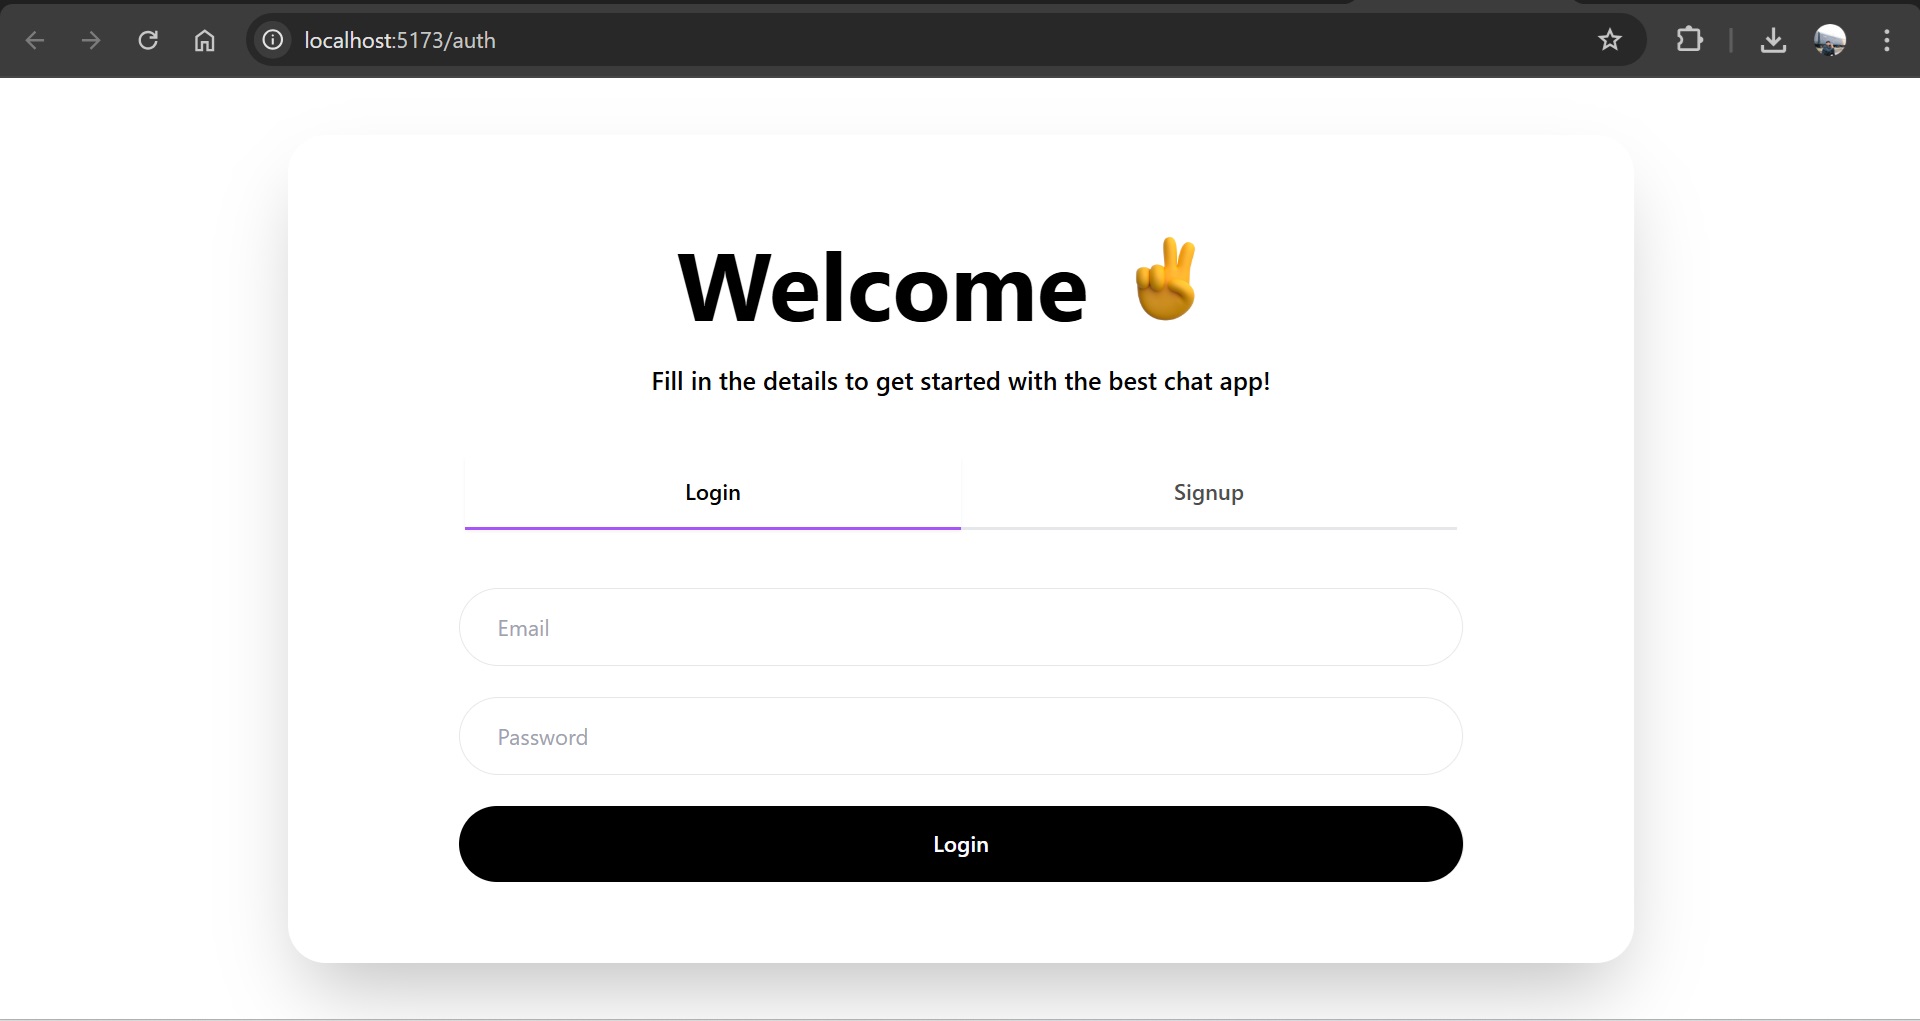 localhost:5173/auth
Welcome
Fill in the details to get started with the best chat app!
Login Signup
Email
Password
Login